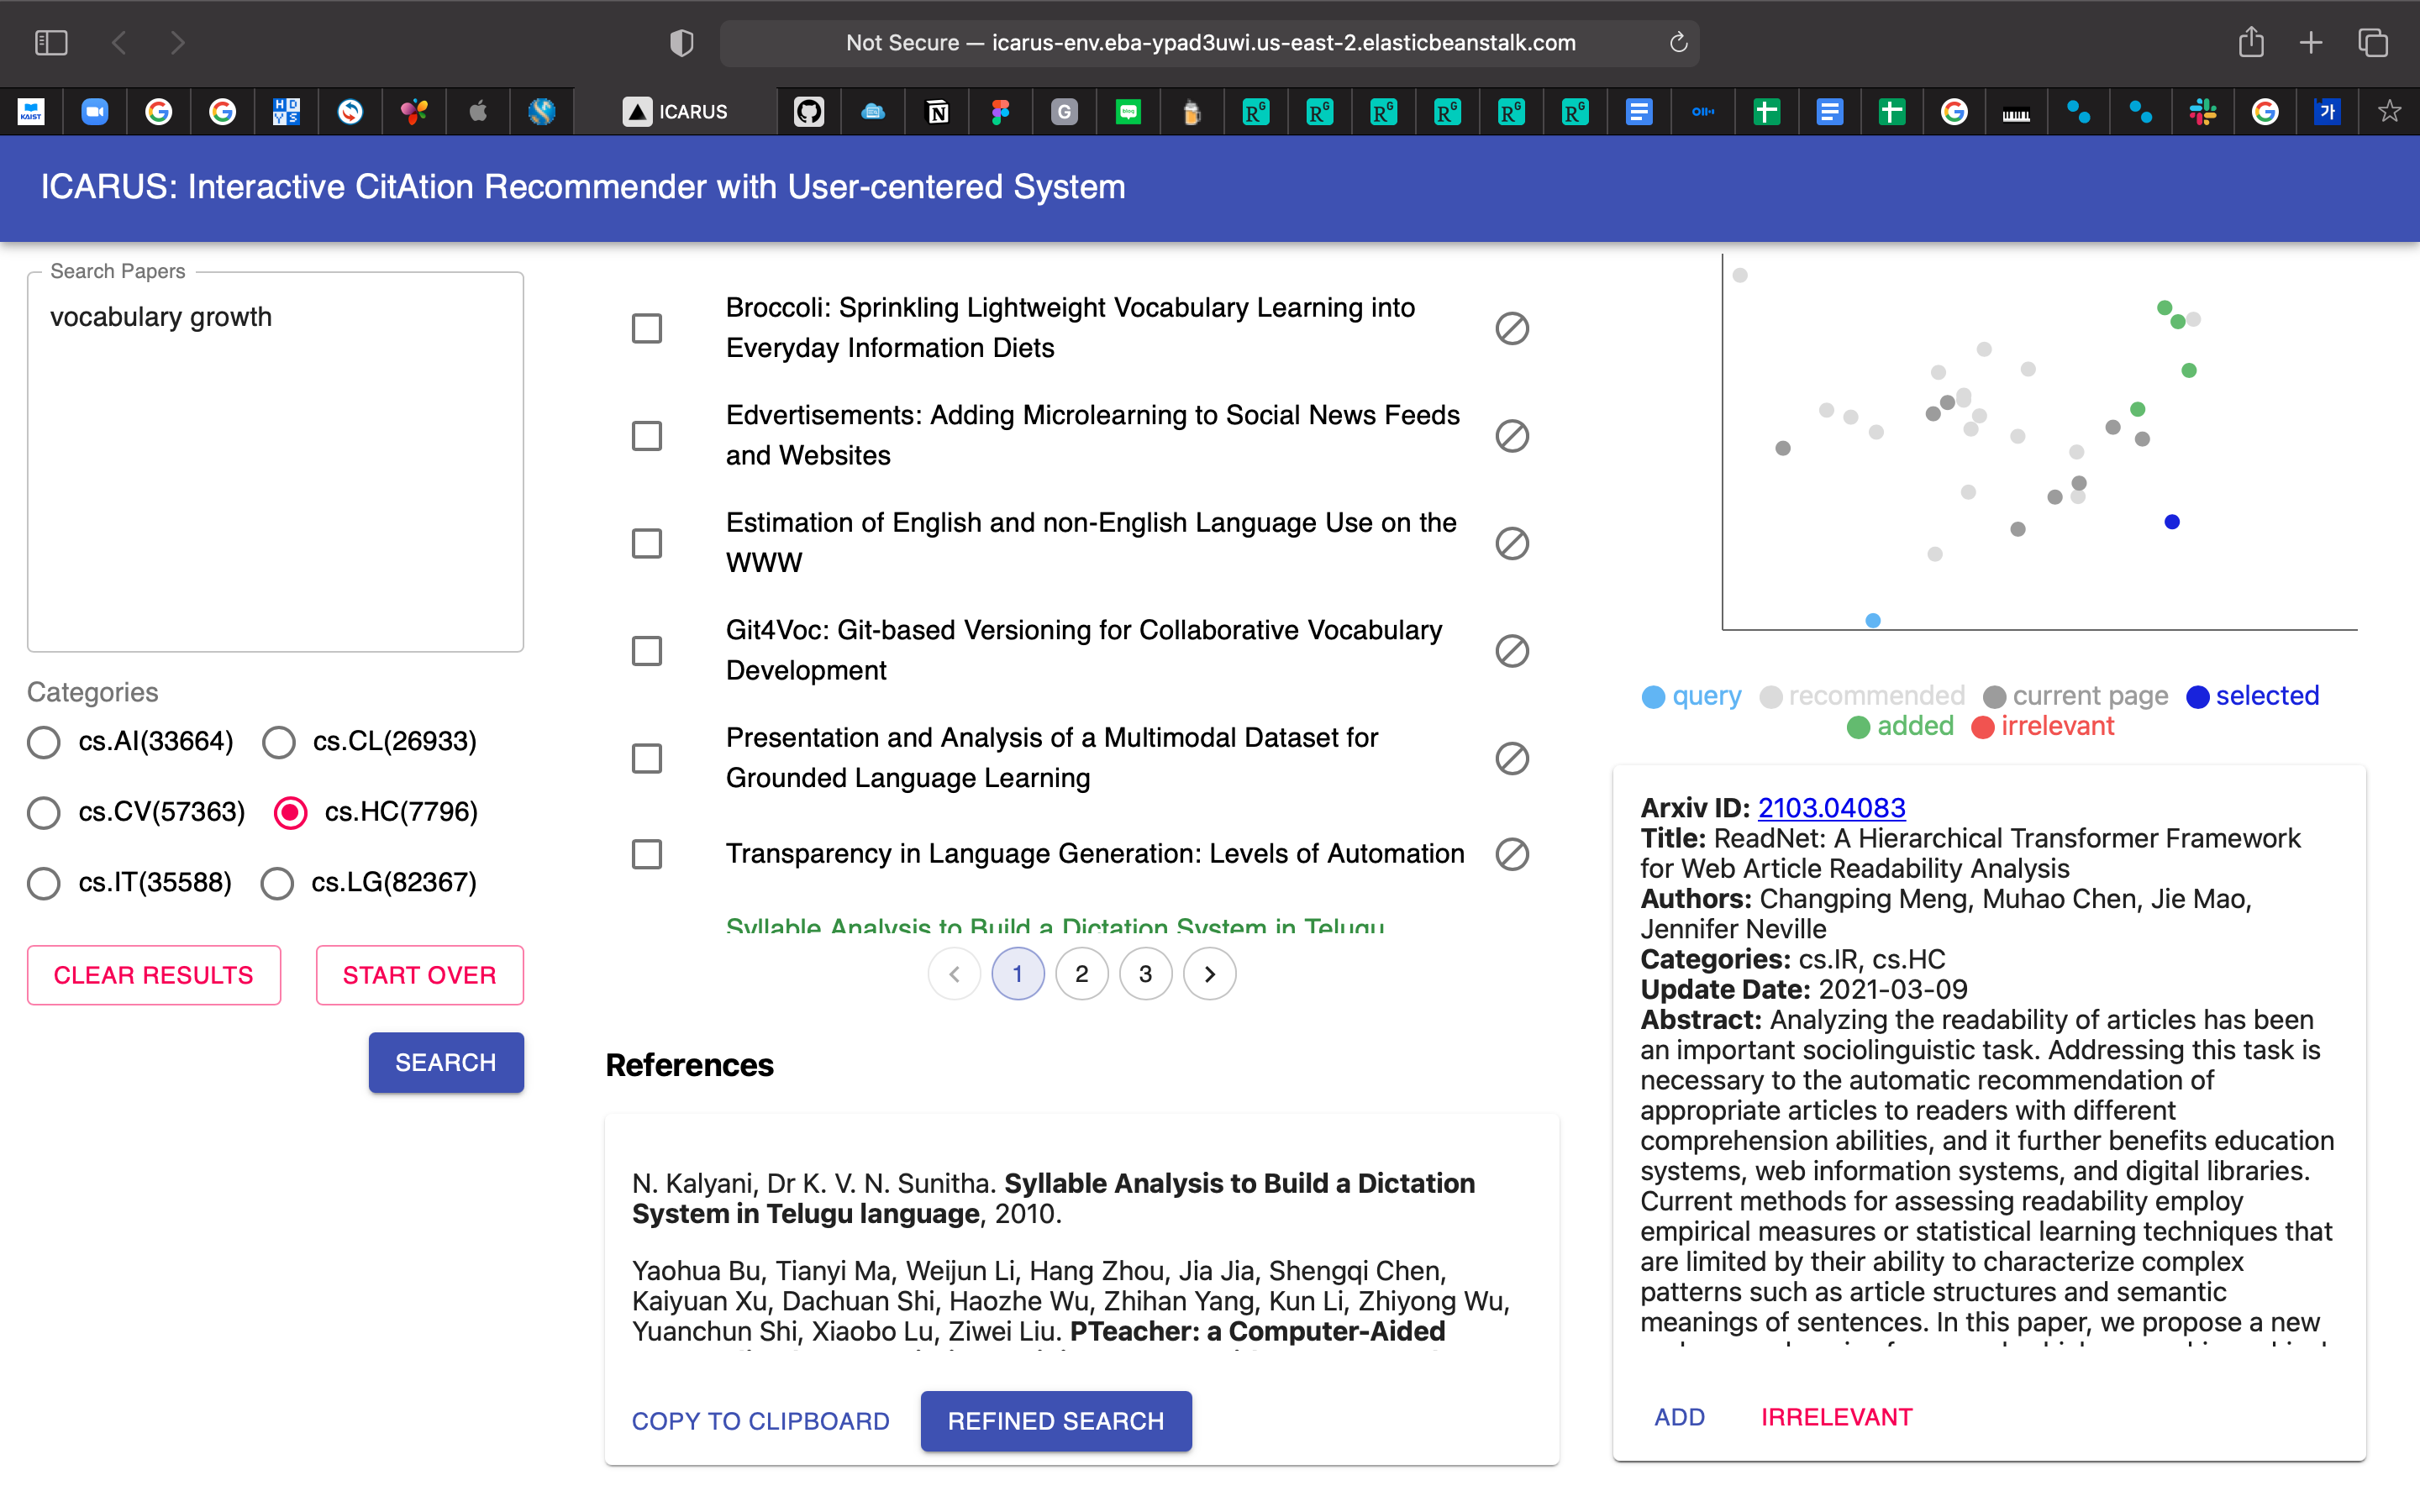 Not Secure — icarus-env.eba-ypad3uwi.us-east-2.elasticbeanstalk.com
ICARUS
ICARUS: Interactive CitAtion Recommender with User-centered System
Search Papers
vocabulary growth
Categories
cs.AI(33664)
cs.CL(26933)
cs.CV(57363)
cs.HC(7796)
cs.IT(35588)
cs.LG(82367)
CLEAR RESULTS
START OVER
SEARCH
Broccoli: Sprinkling Lightweight Vocabulary Learning into
Everyday Information Diets
Edvertisements: Adding Microlearning to Social News Feeds
and Websites
Estimation of English and non-English Language Use on the
WWW
Git4Voc: Git-based Versioning for Collaborative Vocabulary
Development
Presentation and Analysis of a Multimodal Dataset for
Grounded Language Learning
Transparency in Language Generation: Levels of Automation
Syllable Analysis to Build a Dictation System in Telugu
1
2
3
References
N. Kalyani, Dr K. V. N. Sunitha. Syllable Analysis to Build a Dictation
System in Telugu language, 2010.
Yaohua Bu, Tianyi Ma, Weijun Li, Hang Zhou, Jia Jia, Shengqi Chen,
Kaiyuan Xu, Dachuan Shi, Haozhe Wu, Zhihan Yang, Kun Li, Zhiyong Wu,
Yuanchun Shi, Xiaobo Lu, Ziwei Liu. PTeacher: a Computer-Aided
COPY TO CLIPBOARD
REFINED SEARCH
query
recommended
current page
selected
added
irrelevant
Arxiv ID: 2103.04083
Title: ReadNet: A Hierarchical Transformer Framework
for Web Article Readability Analysis
Authors: Changping Meng, Muhao Chen, Jie Mao,
Jennifer Neville
Categories: cs.IR, cs.HC
Update Date: 2021-03-09
Abstract: Analyzing the readability of articles has been
an important sociolinguistic task. Addressing this task is
necessary to the automatic recommendation of
appropriate articles to readers with different
comprehension abilities, and it further benefits education
systems, web information systems, and digital libraries.
Current methods for assessing readability employ
empirical measures or statistical learning techniques that
are limited by their ability to characterize complex
patterns such as article structures and semantic
meanings of sentences. In this paper, we propose a new
ADD
IRRELEVANT